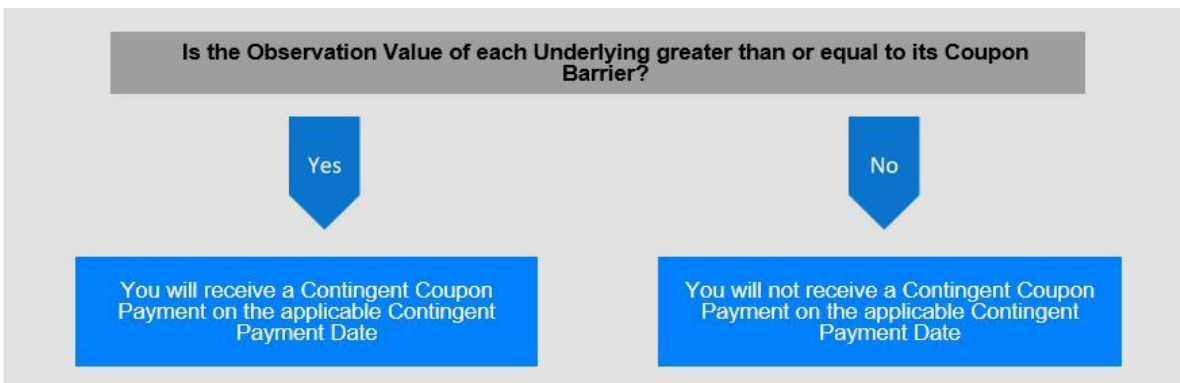 Is the Observation Value of each Underlying greater than or equal to its Coupon
Barrier?
Yes
No
You will receive a Contingent Coupon
Payment on the applicable Contingent
Payment Date
You will not receive a Contingent Coupon
Payment on the applicable Contingent
Payment Date